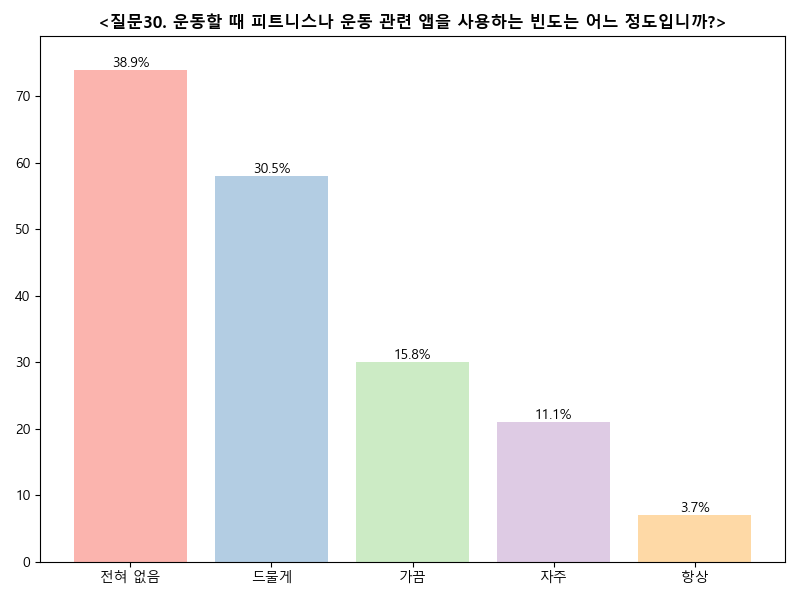 <질문30. 운동할 때 피트니스나 운동 관련 앱을 사용하는 빈도는 어느 정도입니까?>
38.9%
30.5%
15.8%
11.1%
3.7%
70
60
50
40
30
20
10
0
전혀 없음
드물게
가끔
자주
항상